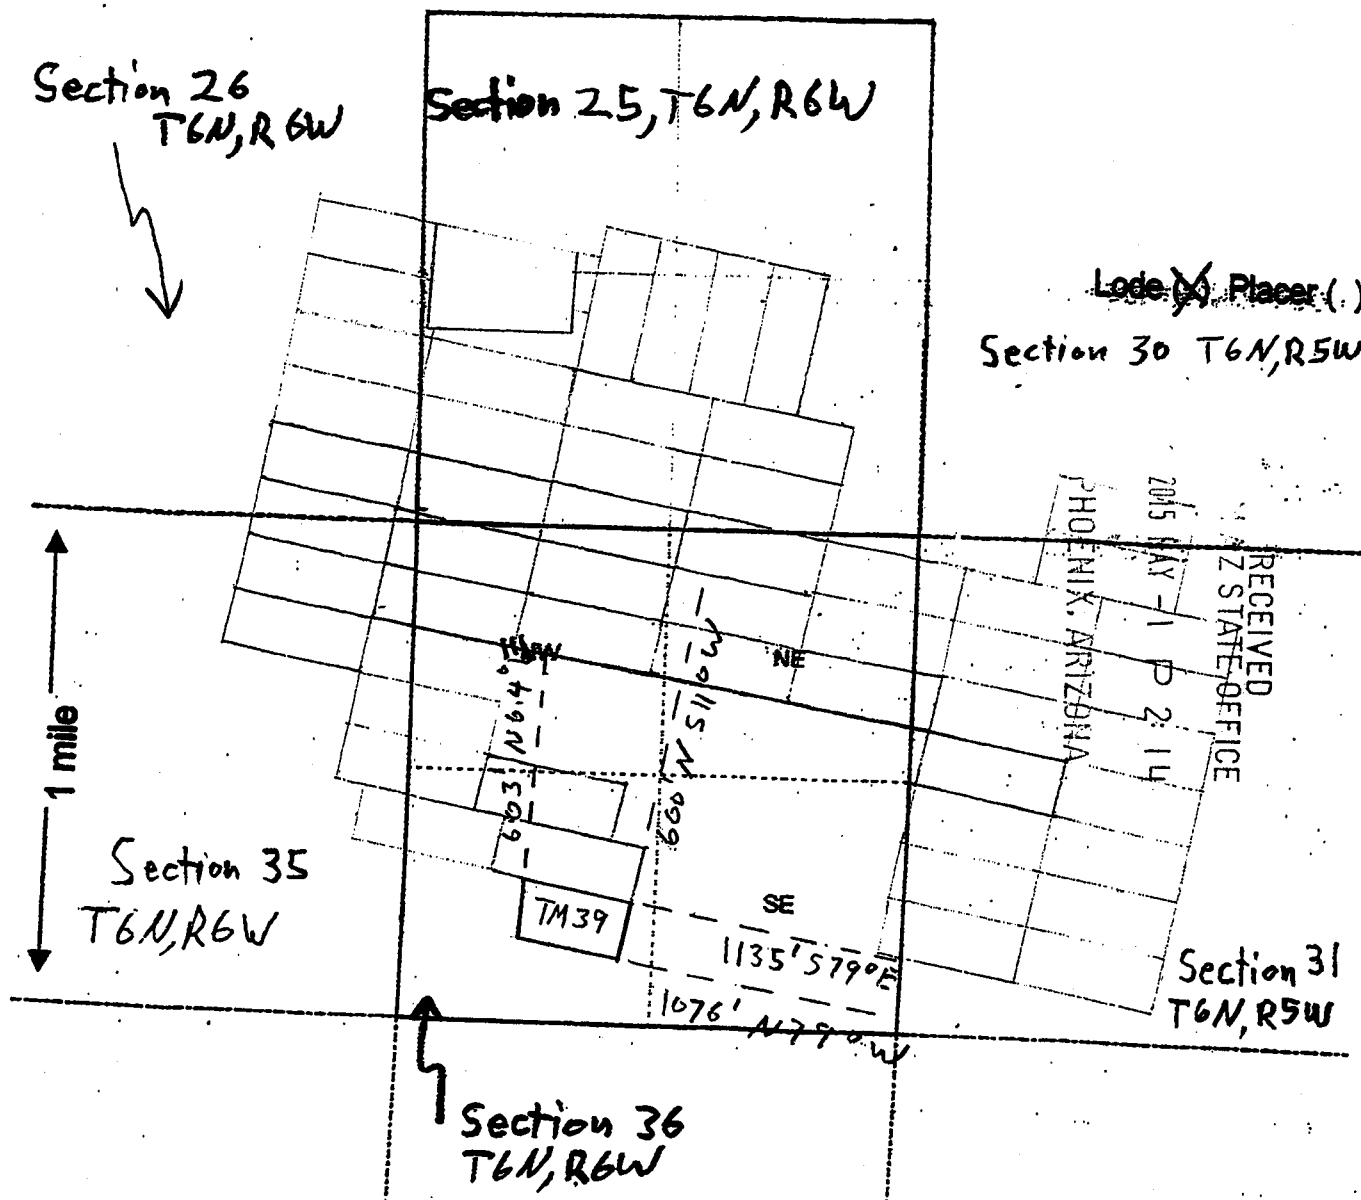 Section 26
T6N, R6W
Section 25, T6N, R6W
Lode (X) Placer ( )
Section 30 T6N, R5W
RECEIVED
Z STATE OFFICE
2015 MAY -1 P 2:14
PHOENIX, ARIZONA
NW
NE
1 mile
603' N6.4°
600' N S11°W
Section 35
T6N, R6W
TM39
SE
1135' S79°E
1076' N79°W
Section 31
T6N, R5W
Section 36
T6N, R6W